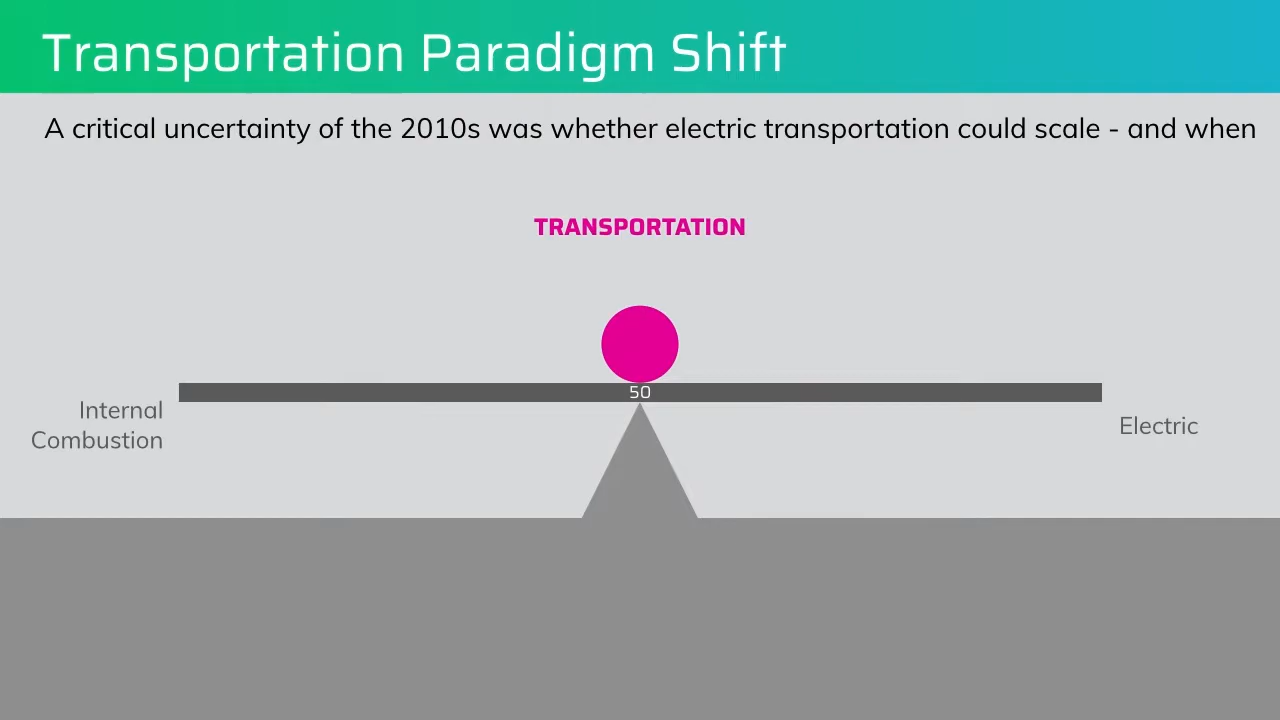 Transportation Paradigm Shift
A critical uncertainty of the 2010s was whether electric transportation could scale - and when
TRANSPORTATION
50
Internal
Combustion
Electric